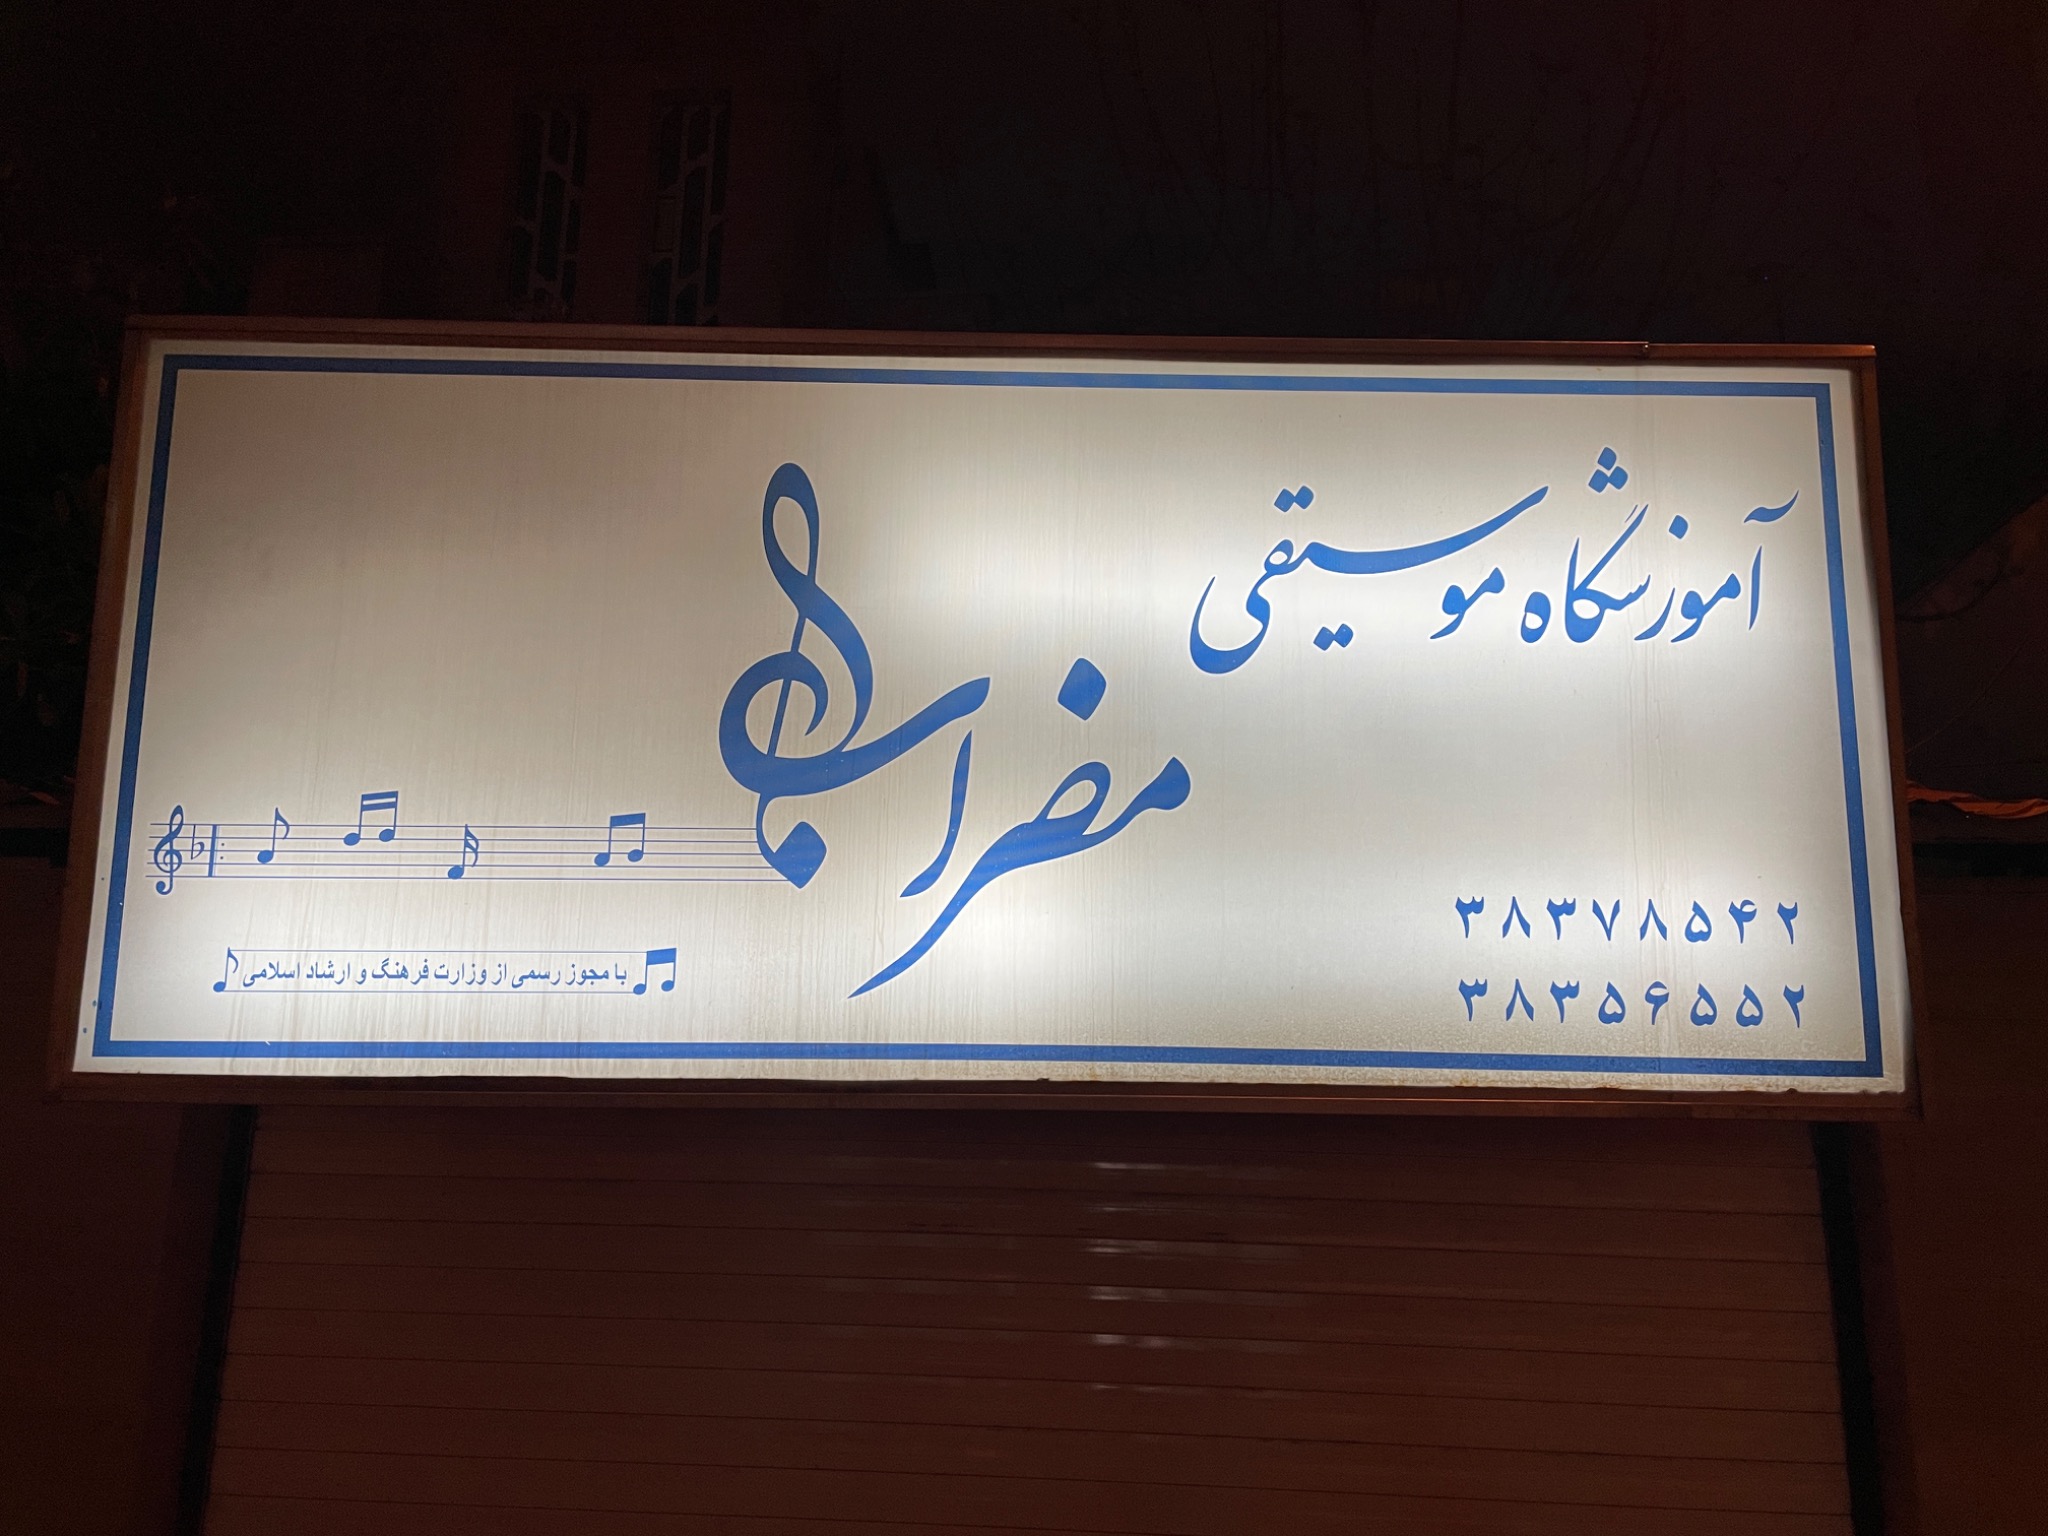 آموزشگاه موسیقی
مضراب
۳۸۳۷۸۵۴۲
۳۸۳۵۶۵۵۲
با مجوز رسمی از وزارت فرهنگ و ارشاد اسلامی